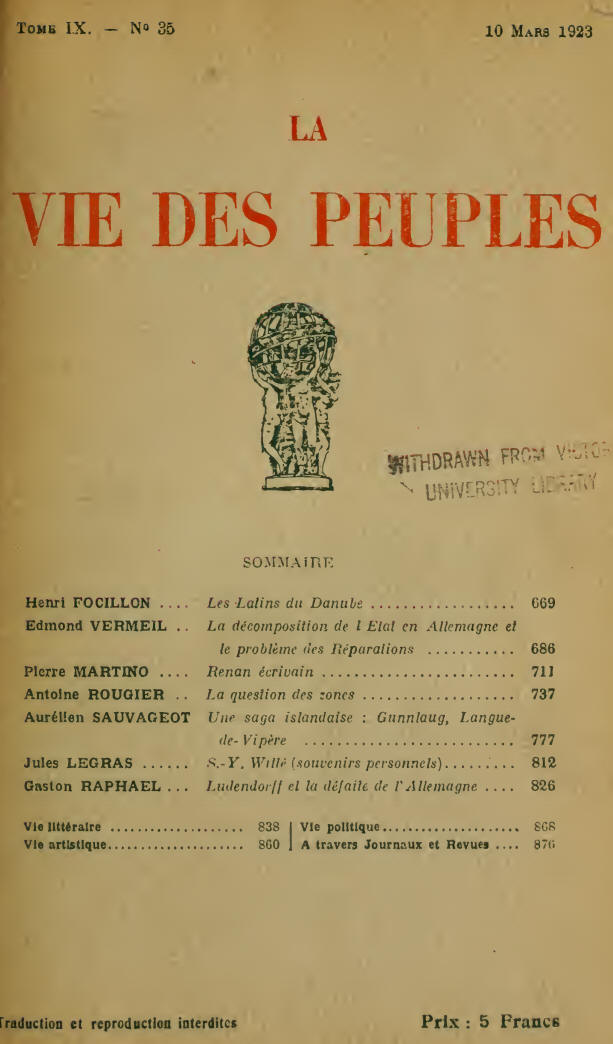 TOME IX. — Nº 35
10 MARS 1923
LA
VIE DES PEUPLES
WITHDRAWN FROM
UNIVERSITY LIBRARY
SOMMAIRE
Henri FOCILLON .... Les Latins du Danube .................. 669
Edmond VERMEIL .. La décomposition de l Etat en Allemagne et
le problème des Réparations ........... 686
Pierre MARTINO .... Renan écrivain ......................... 711
Antoine ROUGIER .. La question des zones ................... 737
Aurélien SAUVAGEOT Une saga islandaise : Gunnlaug, Langue-
de-Vipère ........................... 777
Jules LEGRAS ...... S.-Y. Witté (souvenirs personnels)......... 812
Gaston RAPHAEL ... Ludendorff et la défaite de l'Allemagne .... 826
Vie littéraire .................... 838
Vie artistique..................... 860
Vie politique..................... 868
A travers Journaux et Revues .... 876
Traduction et reproduction interdites
Prix : 5 Francs